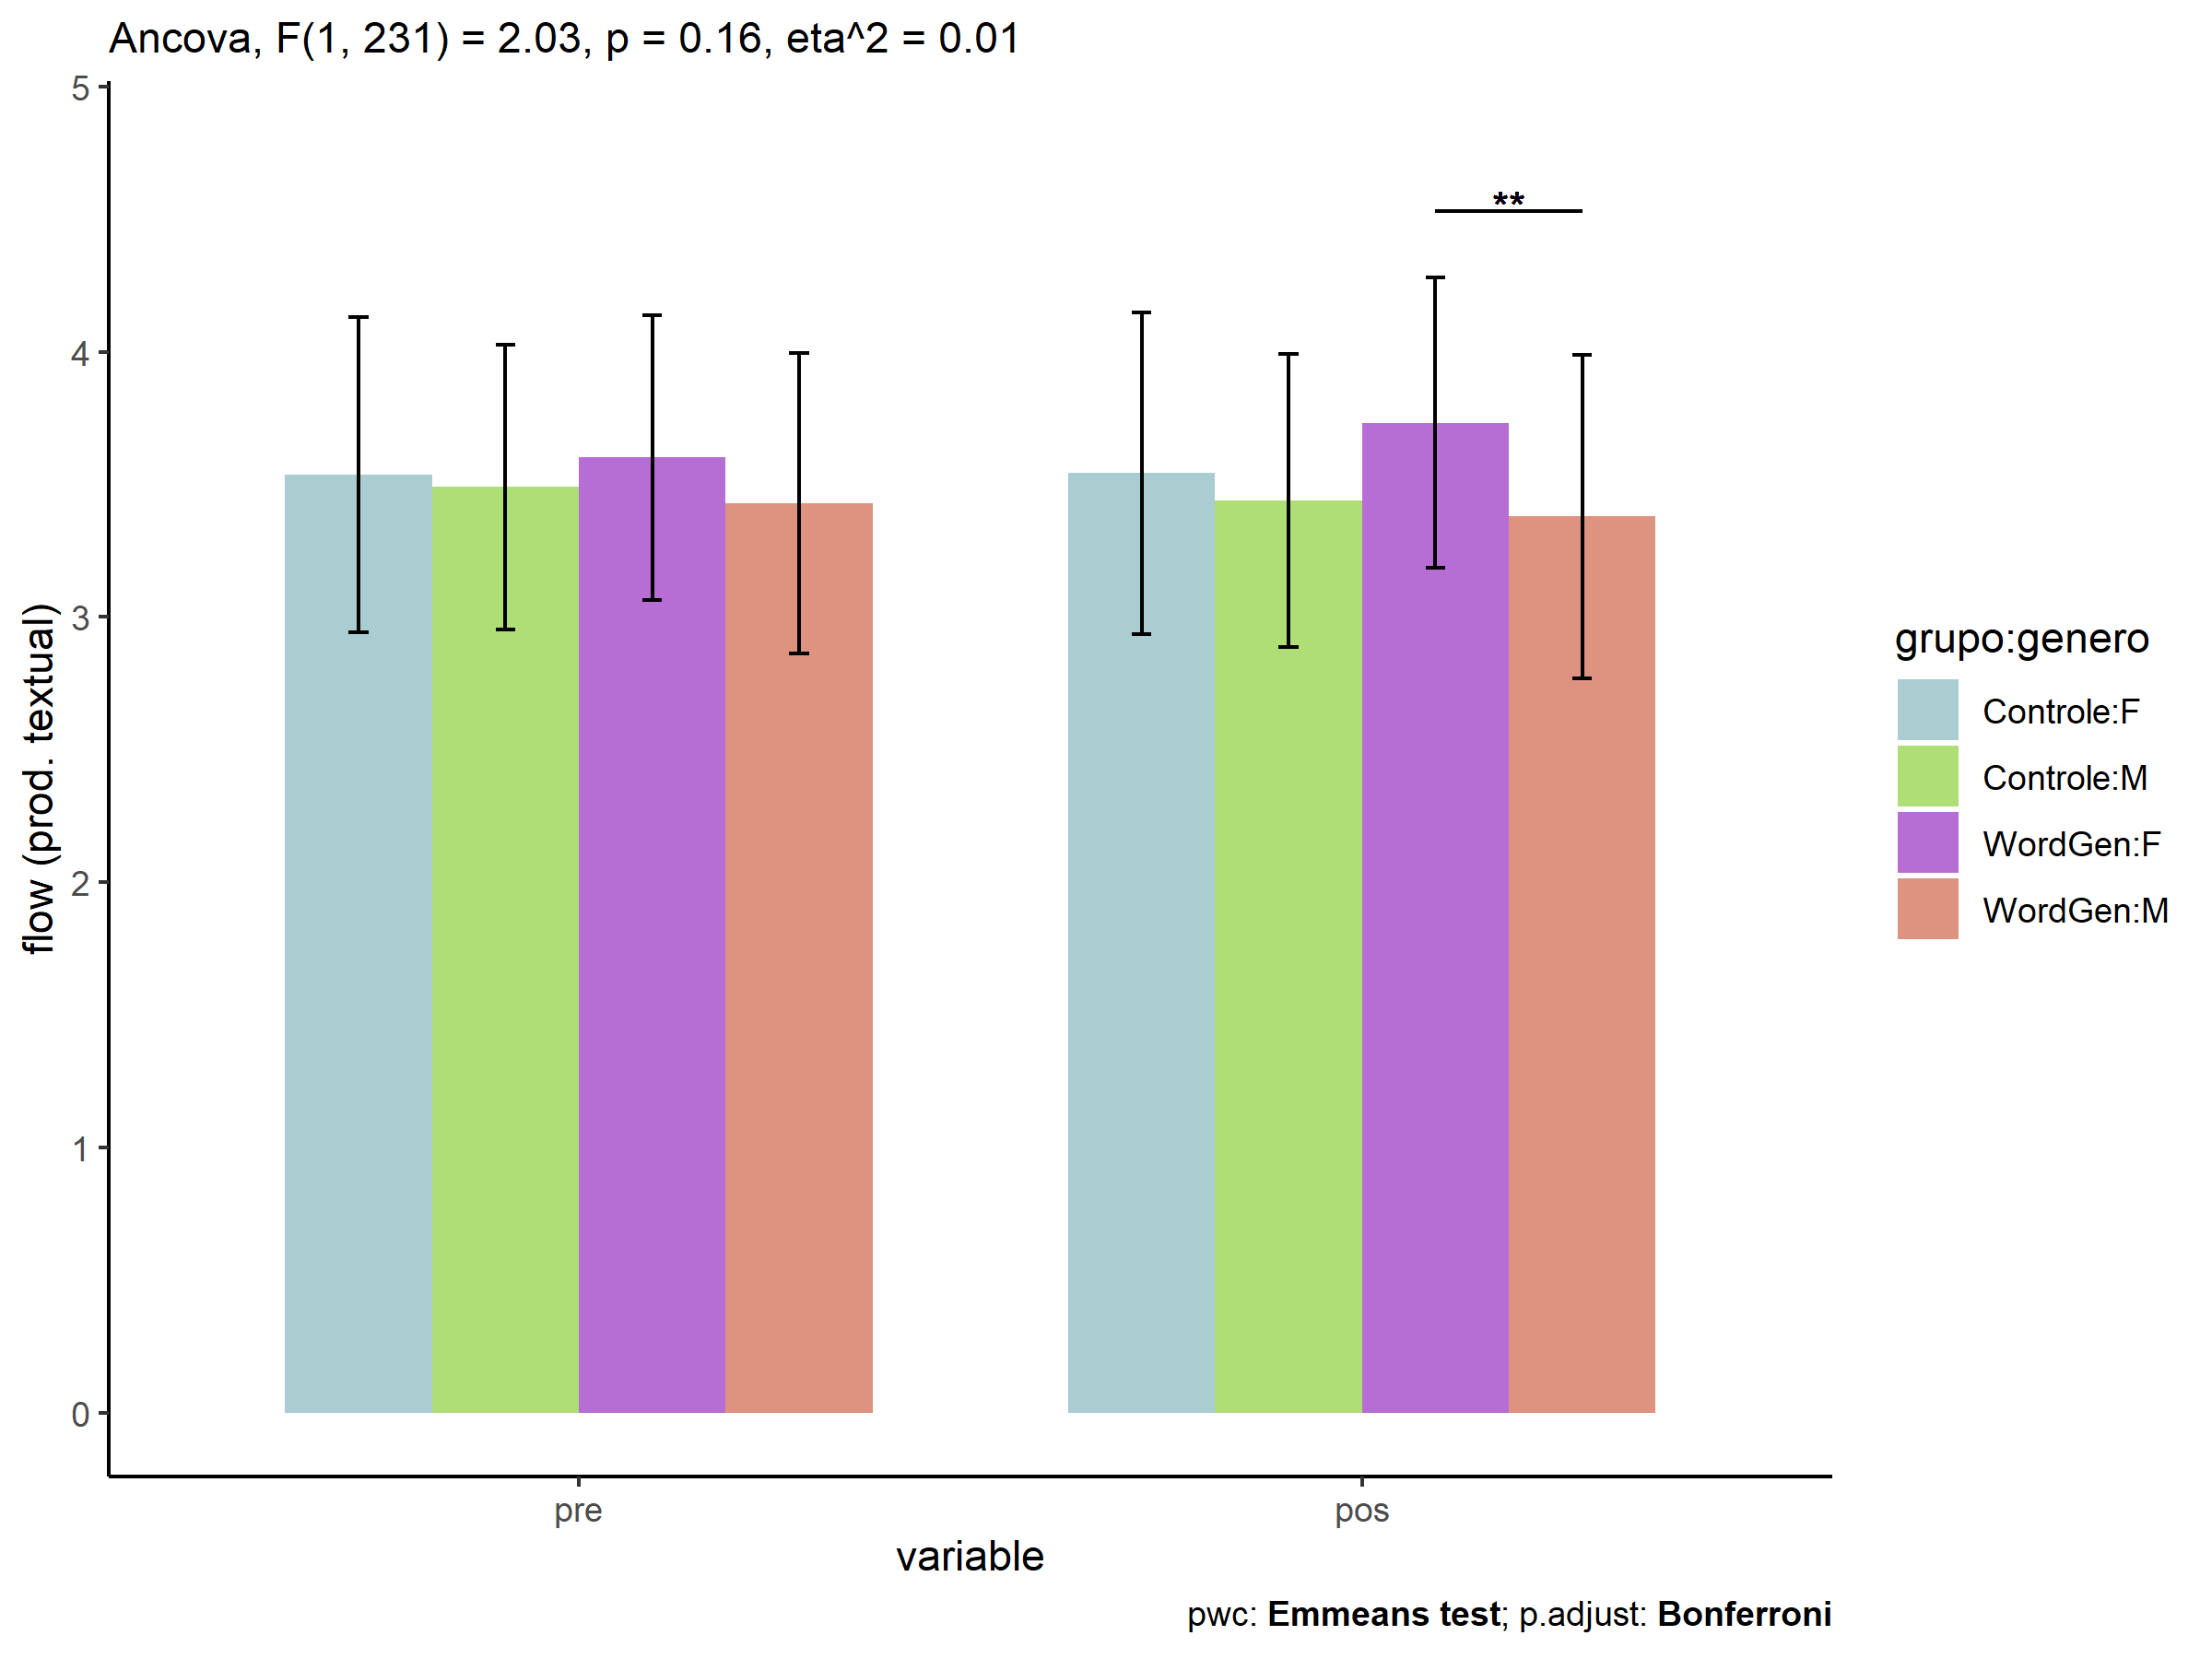 Ancova, F(1, 231) = 2.03, p = 0.16, eta^2 = 0.01
5
4
3
2
1
0
flow (prod. textual)
**
pre
pos
variable
grupo:genero
Controle:F
Controle:M
WordGen:F
WordGen:M
pwc: Emmeans test; p.adjust: Bonferroni